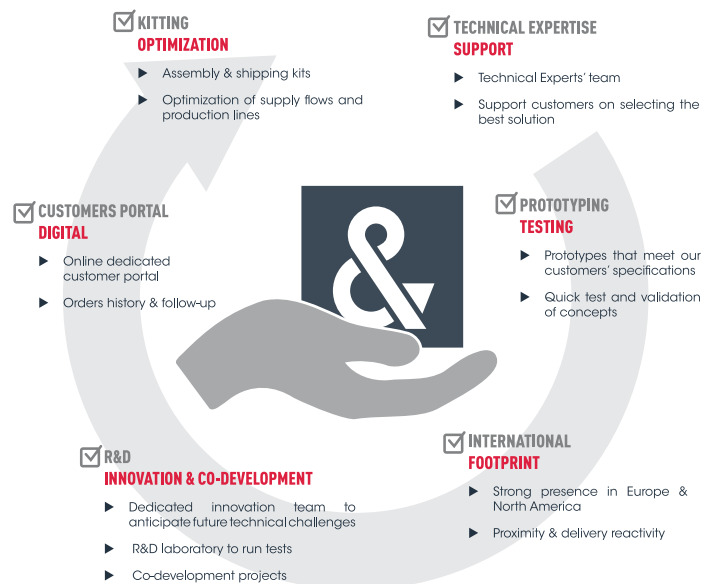 KITTING
OPTIMIZATION
▶ Assembly & shipping kits
▶ Optimization of supply flows and
production lines
TECHNICAL EXPERTISE
SUPPORT
▶ Technical Experts' team
▶ Support customers on selecting the
best solution
CUSTOMERS PORTAL
DIGITAL
▶ Online dedicated
customer portal
▶ Orders history & follow-up
&
PROTOTYPING
TESTING
▶ Prototypes that meet our
customers' specifications
▶ Quick test and validation
of concepts
R&D
INNOVATION & CO-DEVELOPMENT
▶ Dedicated innovation team to
anticipate future technical challenges
▶ R&D laboratory to run tests
▶ Co-development projects
INTERNATIONAL
FOOTPRINT
▶ Strong presence in Europe &
North America
▶ Proximity & delivery reactivity